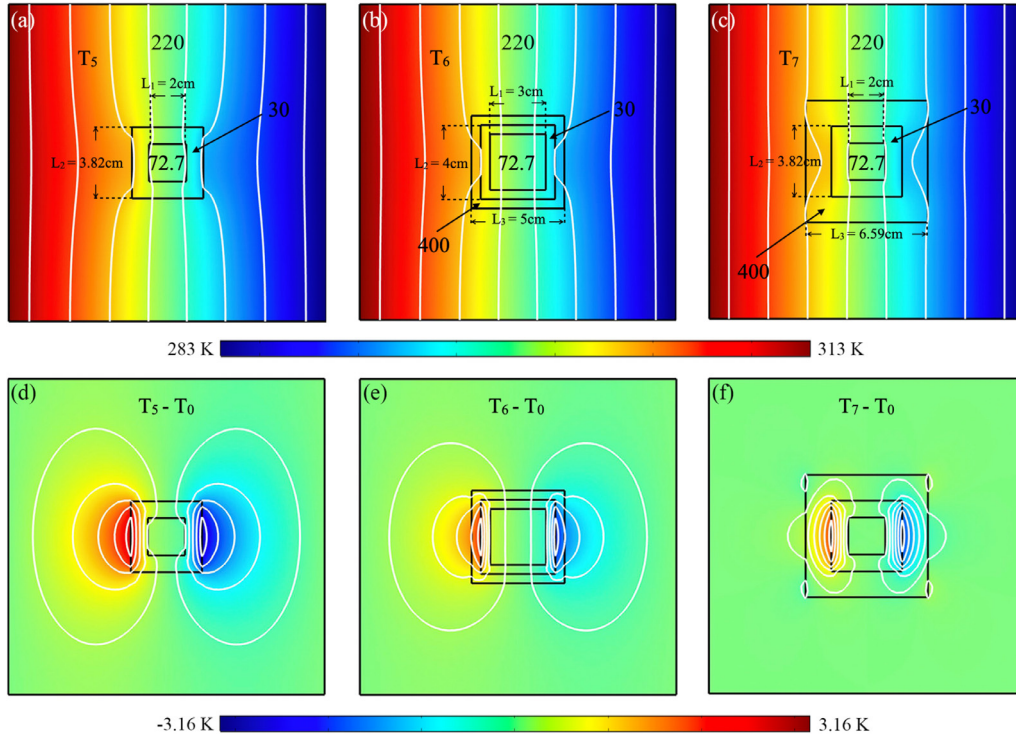 (a)
220
T₅
L₁ = 2cm
30
L₂ = 3.82cm
72.7
(b)
220
T₆
L₁ = 3cm
30
L₂ = 4cm
72.7
L₃ = 5cm
400
(c)
220
T₇
L₁ = 2cm
30
L₂ = 3.82cm
72.7
L₃ = 6.59cm
400
283 K
313 K
(d)
T₅ - T₀
(e)
T₆ - T₀
(f)
T₇ - T₀
-3.16 K
3.16 K